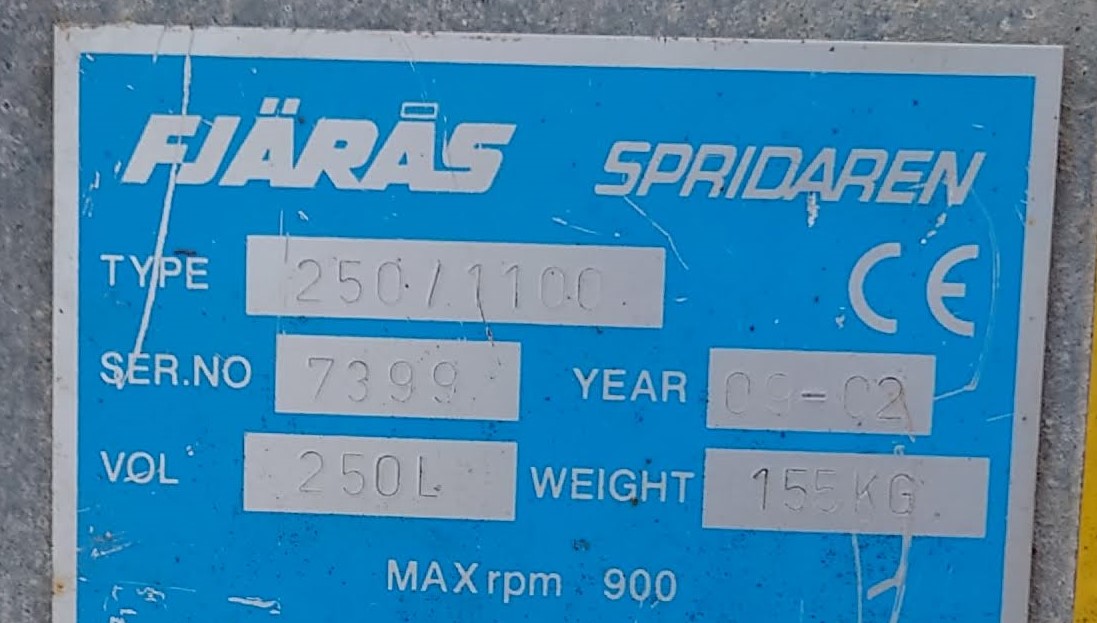 FJÄRÅS SPRIDAREN
TYPE 250/1100 CE
SER.NO 7399 YEAR 09-02
VOL 250L WEIGHT 155KG
MAX rpm 900